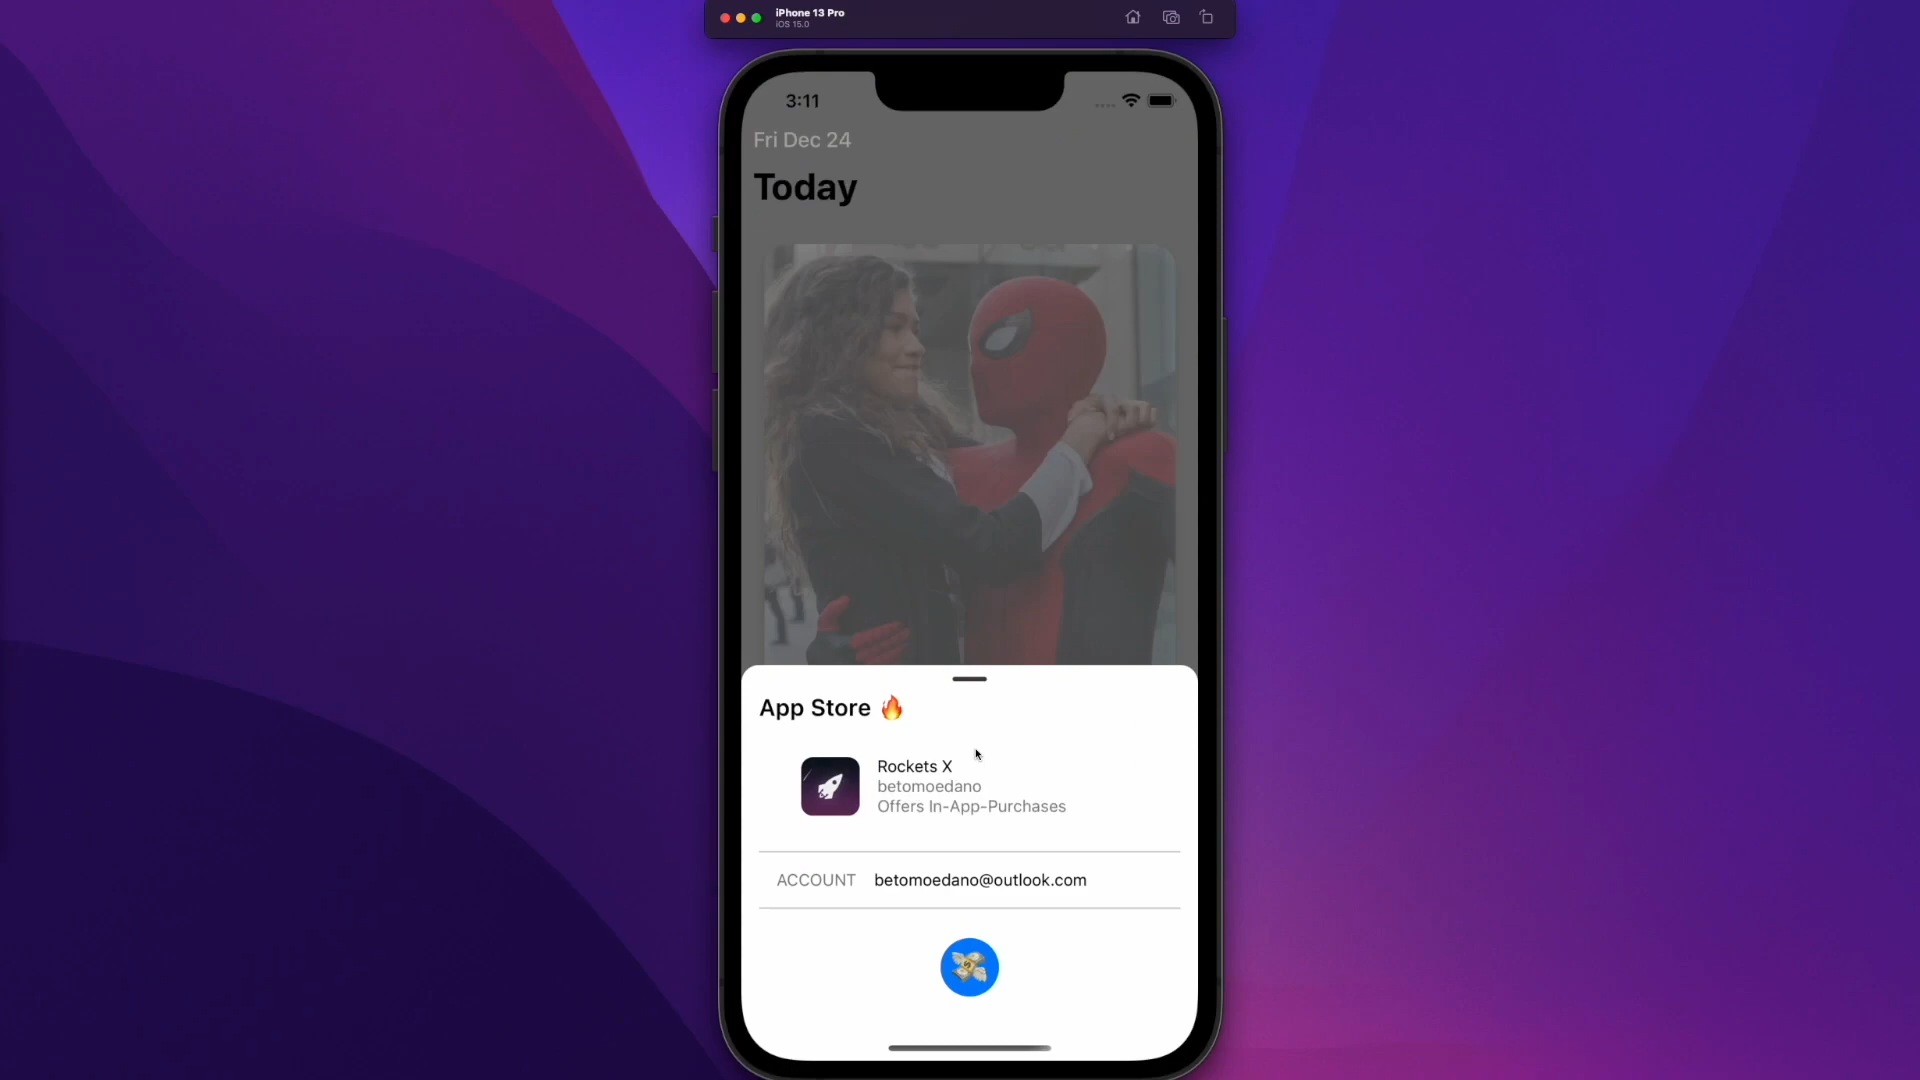 iPhone 13 Pro
iOS 15.0
3:11
Fri Dec 24
Today
App Store 🔥
Rockets X
betomoedano
Offers In-App-Purchases
ACCOUNT betomoedano@outlook.com